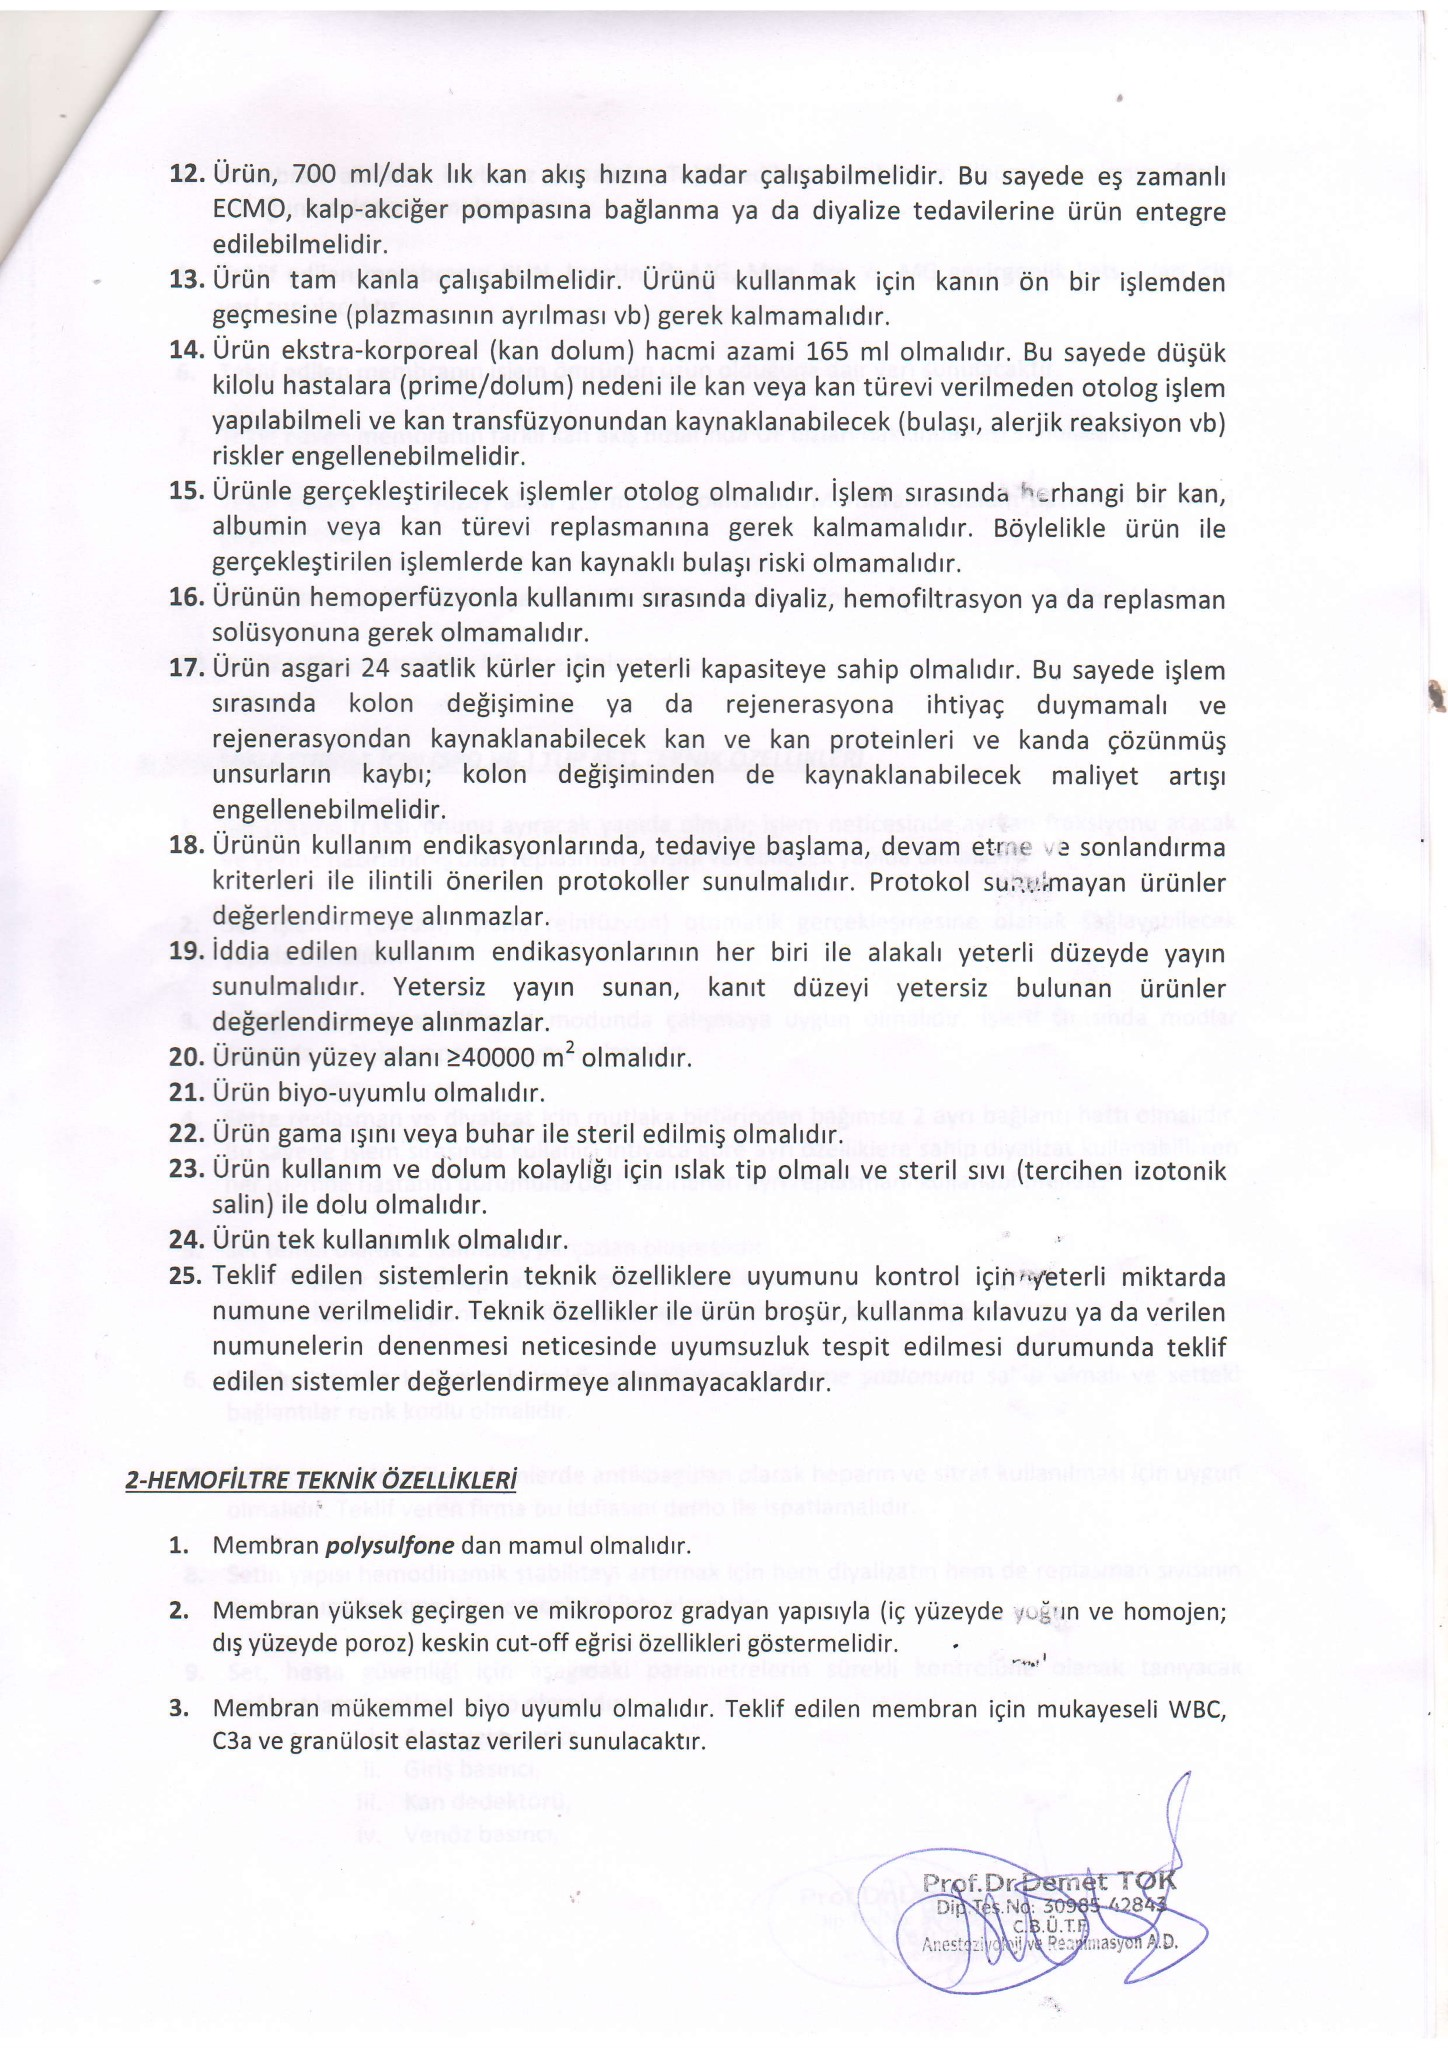 12. Ürün, 700 ml/dak lık kan akış hızına kadar çalışabilmelidir. Bu sayede eş zamanlı
ECMO, kalp-akciğer pompasına bağlanma ya da diyalize tedavilerine ürün entegre
edilebilmelidir.
13. Ürün tam kanla çalışabilmelidir. Ürünü kullanmak için kanın ön bir işlemden
geçmesine (plazmasının ayrılması vb) gerek kalmamalıdır.
14. Ürün ekstra-korporeal (kan dolum) hacmi azami 165 ml olmalıdır. Bu sayede düşük
kilolu hastalara (prime/dolum) nedeni ile kan veya kan türevi verilmeden otolog işlem
yapılabilmeli ve kan transfüzyonundan kaynaklanabilecek (bulaşı, alerjik reaksiyon vb)
riskler engellenebilmelidir.
15. Ürünle gerçekleştirilecek işlemler otolog olmalıdır. İşlem sırasında herhangi bir kan,
albumin veya kan türevi replasmanına gerek kalmamalıdır. Böylelikle ürün ile
gerçekleştirilen işlemlerde kan kaynaklı bulaşı riski olmamalıdır.
16. Ürünün hemoperfüzyonla kullanımı sırasında diyaliz, hemofiltrasyon ya da replasman
solüsyonuna gerek olmamalıdır.
17. Ürün asgari 24 saatlik kürler için yeterli kapasiteye sahip olmalıdır. Bu sayede işlem
sırasında kolon değişimine ya da rejenerasyona ihtiyaç duymamalı ve
rejenerasyondan kaynaklanabilecek kan ve kan proteinleri ve kanda çözünmüş
unsurların kaybı; kolon değişiminden de kaynaklanabilecek maliyet artışı
engellenebilmelidir.
18. Ürünün kullanım endikasyonlarında, tedaviye başlama, devam etme ve sonlandırma
kriterleri ile ilintili önerilen protokoller sunulmalıdır. Protokol sunulmayan ürünler
değerlendirmeye alınmazlar.
19. İddia edilen kullanım endikasyonlarının her biri ile alakalı yeterli düzeyde yayın
sunulmalıdır. Yetersiz yayın sunan, kanıt düzeyi yetersiz bulunan ürünler
değerlendirmeye alınmazlar.
20. Ürünün yüzey alanı ≥40000 m² olmalıdır.
21. Ürün biyo-uyumlu olmalıdır.
22. Ürün gama ışını veya buhar ile steril edilmiş olmalıdır.
23. Ürün kullanım ve dolum kolaylığı için ıslak tip olmalı ve steril sıvı (tercihen izotonik
salin) ile dolu olmalıdır.
24. Ürün tek kullanımlık olmalıdır.
25. Teklif edilen sistemlerin teknik özelliklere uyumunu kontrol için yeterli miktarda
numune verilmelidir. Teknik özellikler ile ürün broşür, kullanma kılavuzu ya da verilen
numunelerin denenmesi neticesinde uyumsuzluk tespit edilmesi durumunda teklif
edilen sistemler değerlendirmeye alınmayacaklardır.
2-HEMOFİLTRE TEKNİK ÖZELLİKLERİ
1. Membran polysulfone dan mamul olmalıdır.
2. Membran yüksek geçirgen ve mikroporoz gradyan yapısıyla (iç yüzeyde yoğun ve homojen;
dış yüzeyde poroz) keskin cut-off eğrisi özellikleri göstermelidir.
3. Membran mükemmel biyo uyumlu olmalıdır. Teklif edilen membran için mukayeseli WBC,
C3a ve granülosit elastaz verileri sunulacaktır.
Prof.Dr.Demet TOK
Dip.Tes.No: 30985-42843
C.B.Ü.T.F.
Anesteziyoloji ve Reanimasyon A.D.